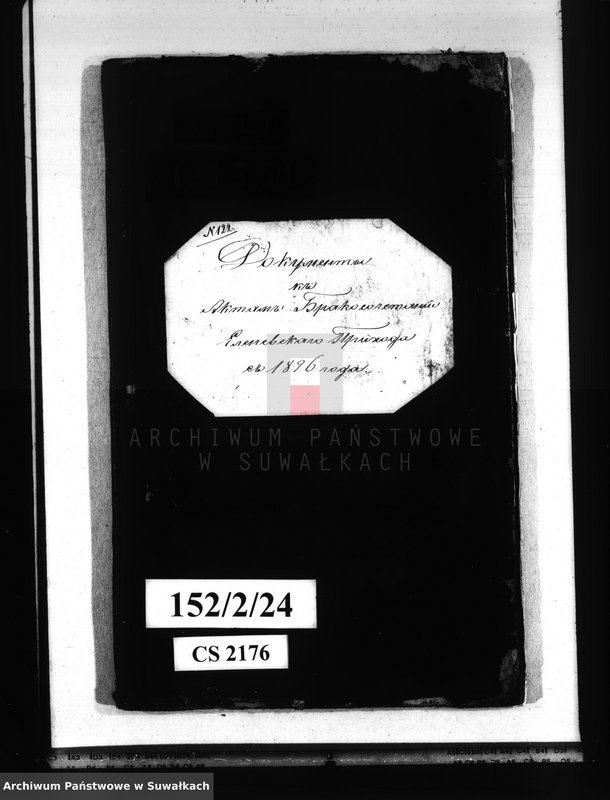 N 121.
Документы
къ
Актамъ Бракосочетаній
Еленевскаго Прихода
съ 1896 года.
ARCHIWUM PAŃSTWOWE
W SUWAŁKACH
152/2/24
CS 2176
Archiwum Państwowe w Suwałkach